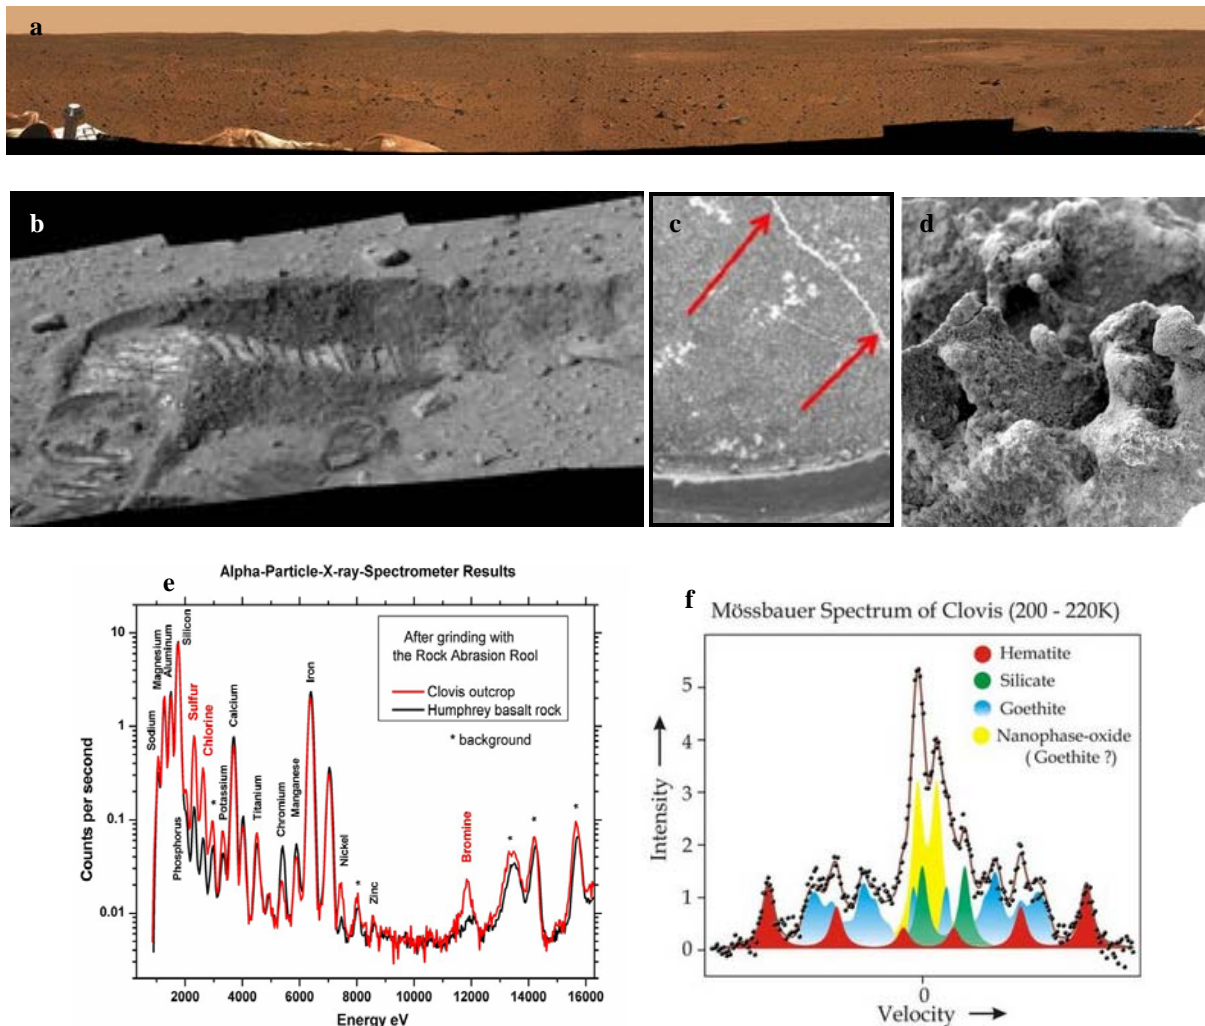 a
b
c
d
e
Alpha-Particle-X-ray-Spectrometer Results
Counts per second
10
1
0.1
0.01
2000 4000 6000 8000 10000 12000 14000 16000
Energy eV
Sodium
Magnesium
Aluminum
Silicon
Phosphorus
Sulfur
Chlorine
*
Potassium
Calcium
Titanium
Chromium
Manganese
Iron
Nickel
*
Zinc
Bromine
*
*
*
After grinding with
the Rock Abrasion Rool
Clovis outcrop
Humphrey basalt rock
* background
f
Mössbauer Spectrum of Clovis (200 - 220K)
Hematite
Silicate
Goethite
Nanophase-oxide
(Goethite ?)
Intensity
5
4
3
2
1
0
0
Velocity